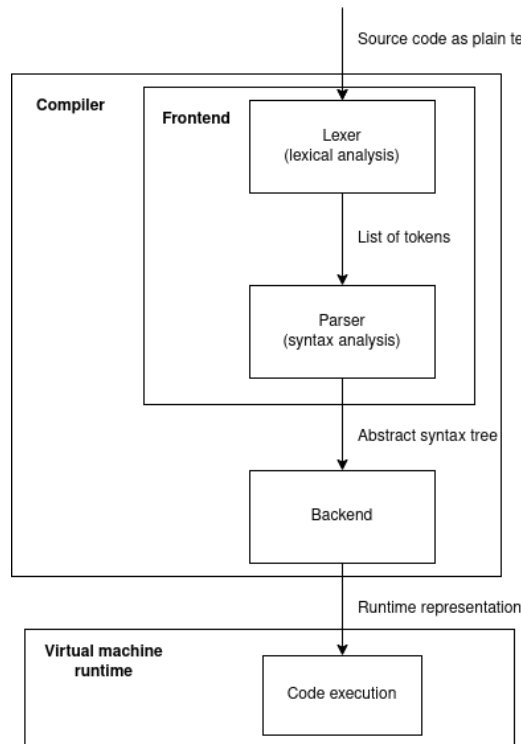 Source code as plain te
Compiler
Frontend
Lexer
(lexical analysis)
List of tokens
Parser
(syntax analysis)
Abstract syntax tree
Backend
Runtime representation
Virtual machine
runtime
Code execution